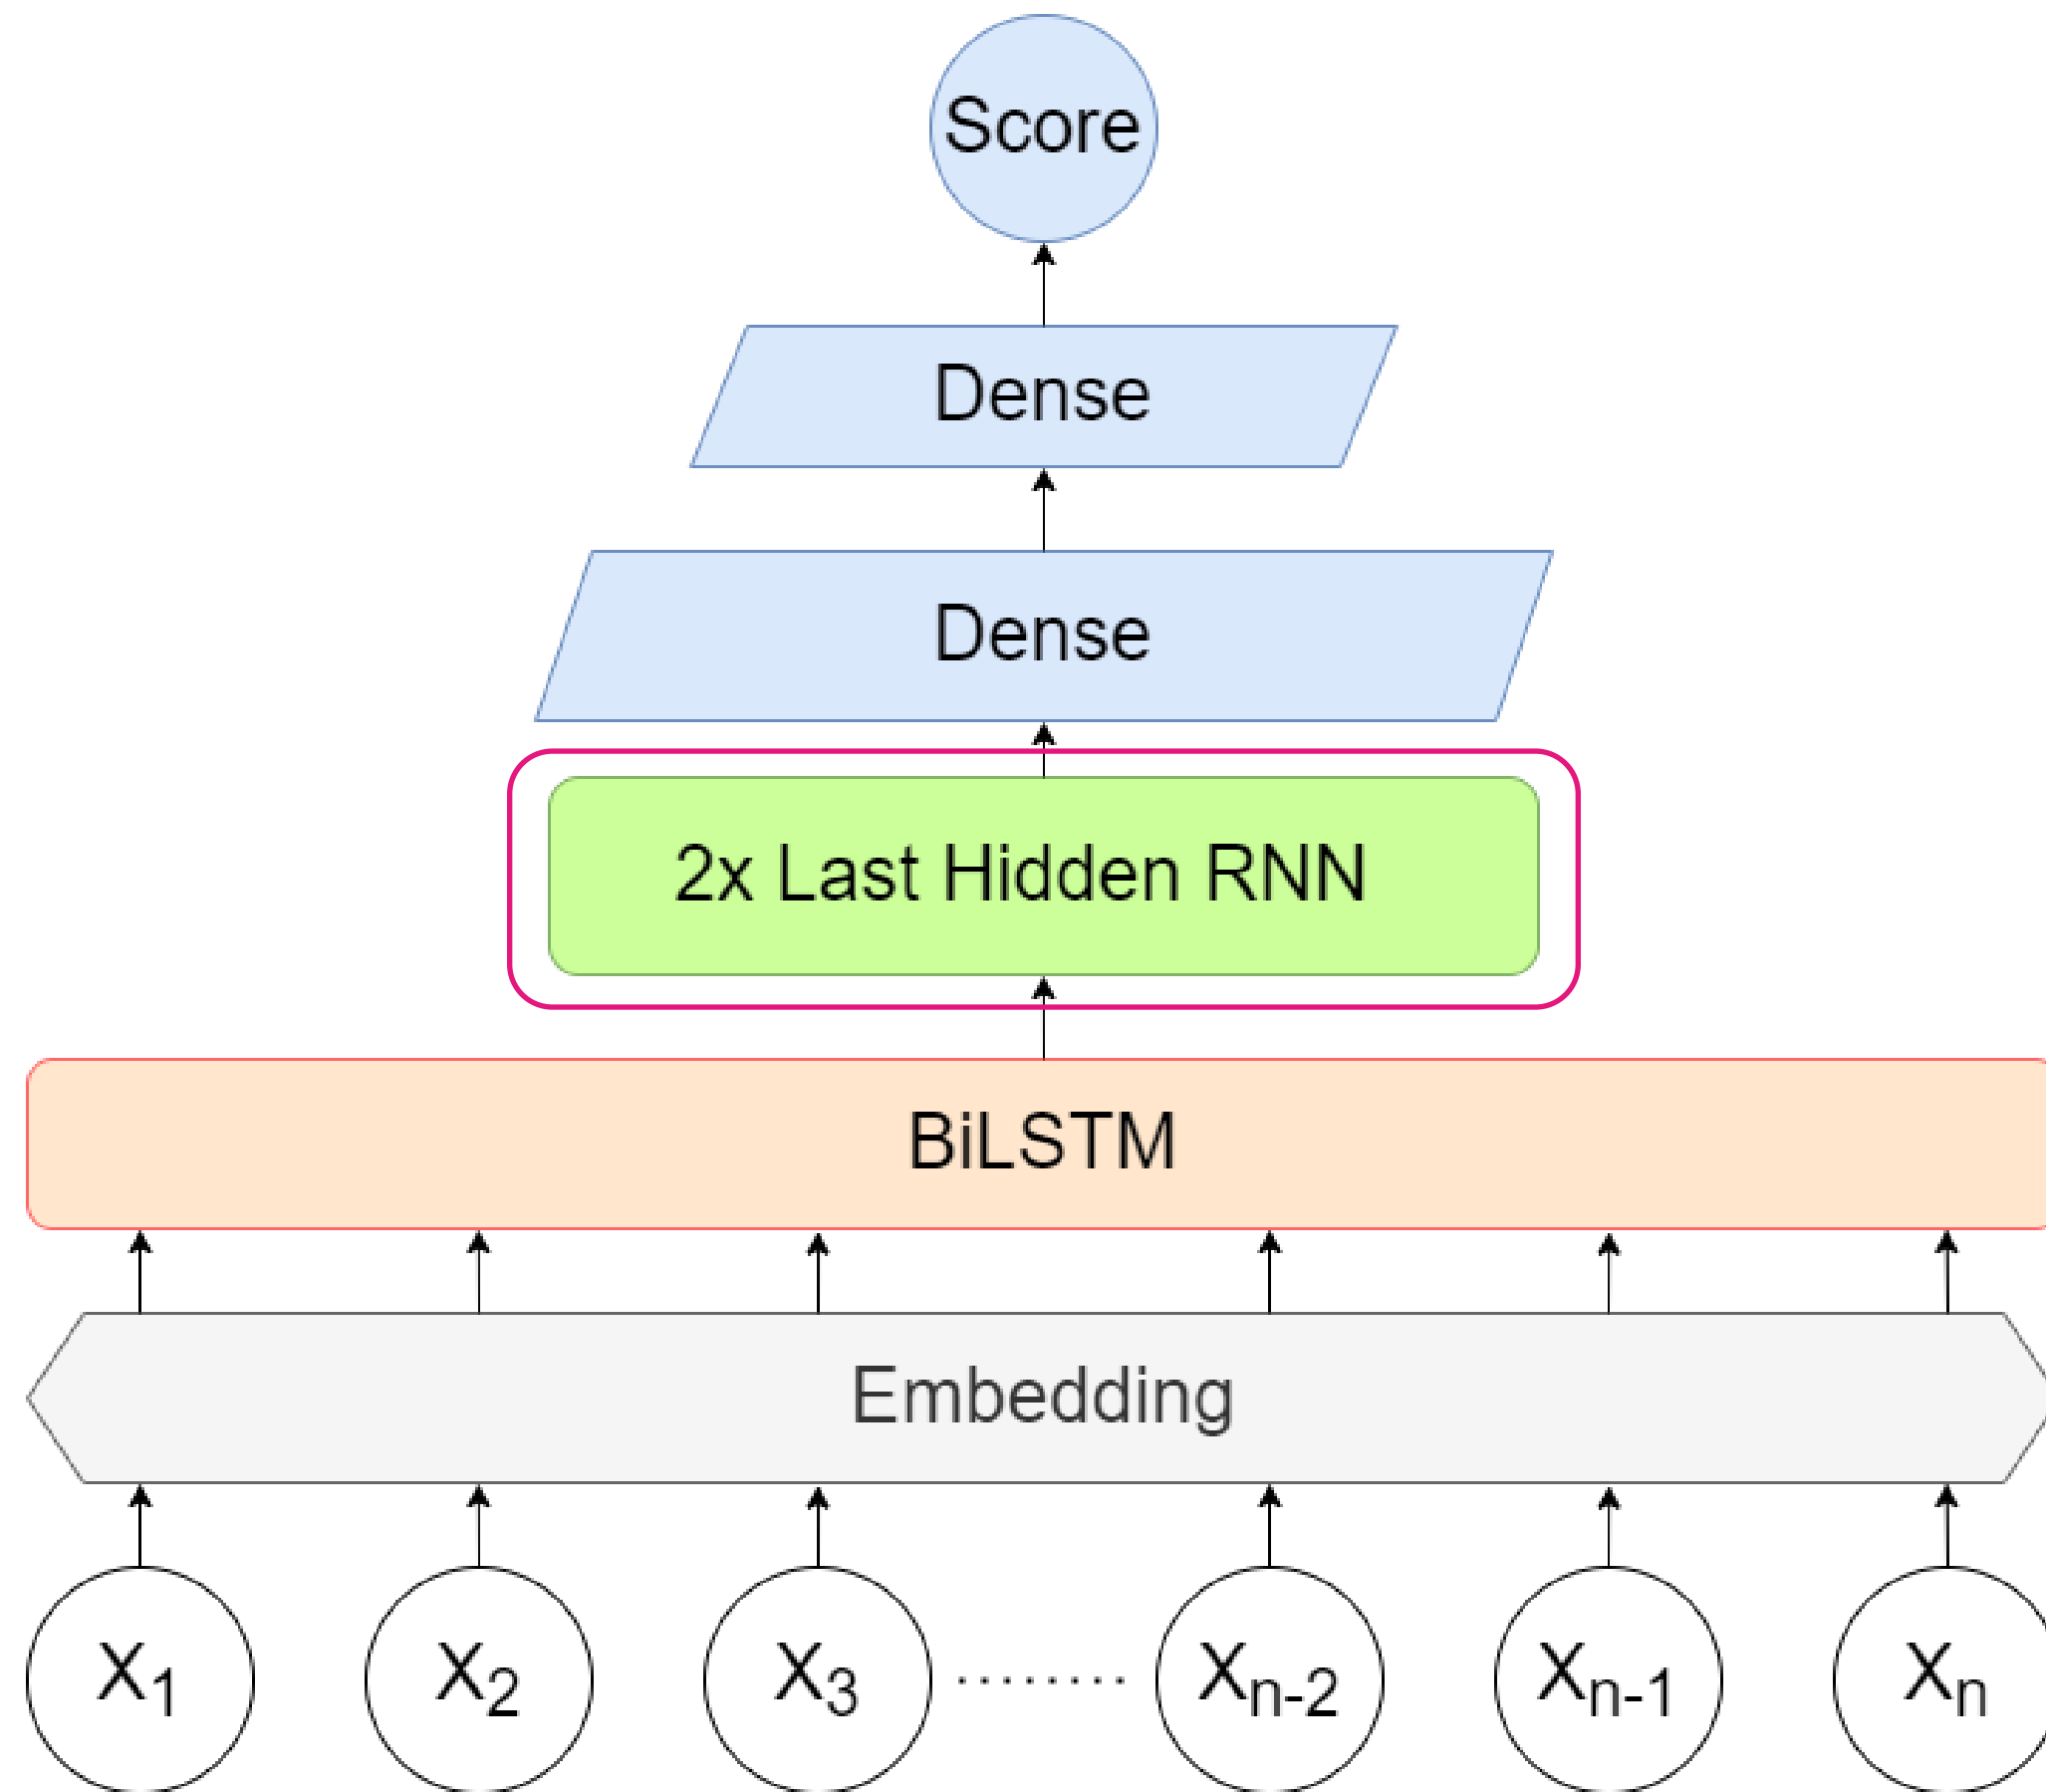 Score
Dense
Dense
2x Last Hidden RNN
BiLSTM
Embedding
X1 X2 X3 ........ Xn-2 Xn-1 Xn